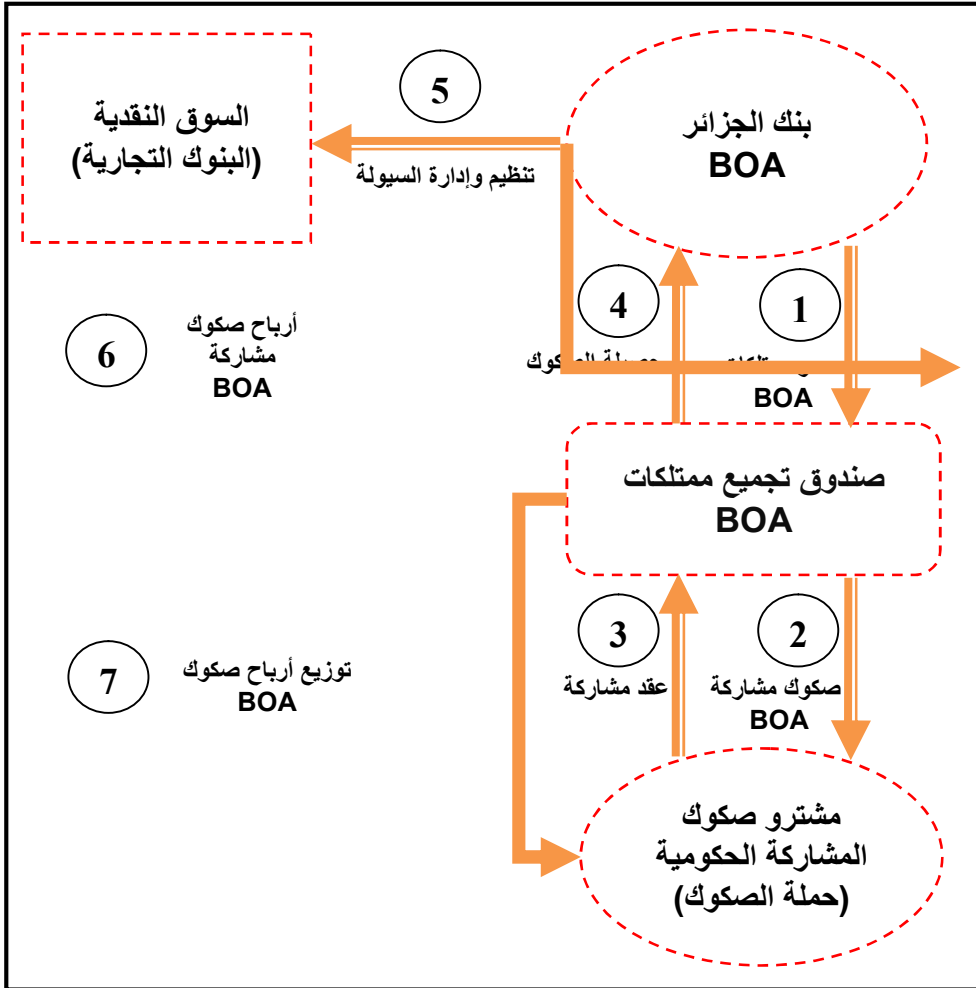 بنك الجزائر
BOA
5
السوق النقدية
(البنوك التجارية)
تنظيم وإدارة السيولة
1
4
أرباح صكوك
مشاركة
BOA
6
BOA
صندوق تجميع ممتلكات
BOA
2
صكوك مشاركة
BOA
3
عقد مشاركة
توزيع أرباح صكوك
BOA
7
مشترو صكوك
المشاركة الحكومية
(حملة الصكوك)